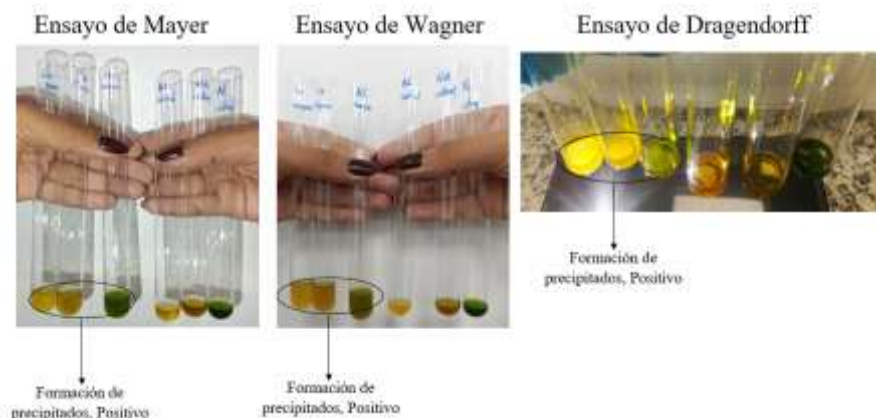 Ensayo de Mayer
Ensayo de Wagner
Ensayo de Dragendorff
Formación de
precipitados, Positivo
Formación de
precipitados, Positivo
Formación de
precipitados, Positivo